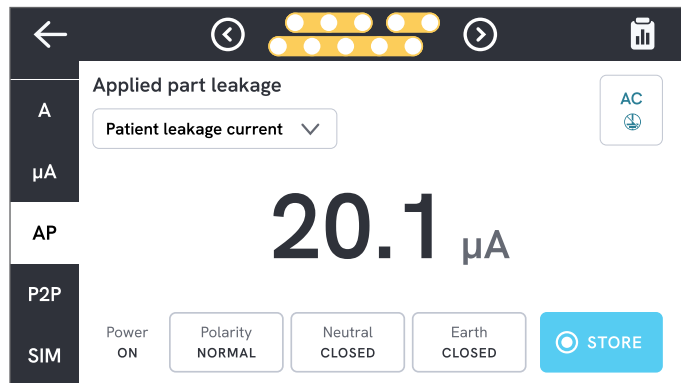 Applied part leakage
Patient leakage current
AC
A
µA
AP
P2P
SIM
20.1 µA
Power
ON
Polarity
NORMAL
Neutral
CLOSED
Earth
CLOSED
STORE